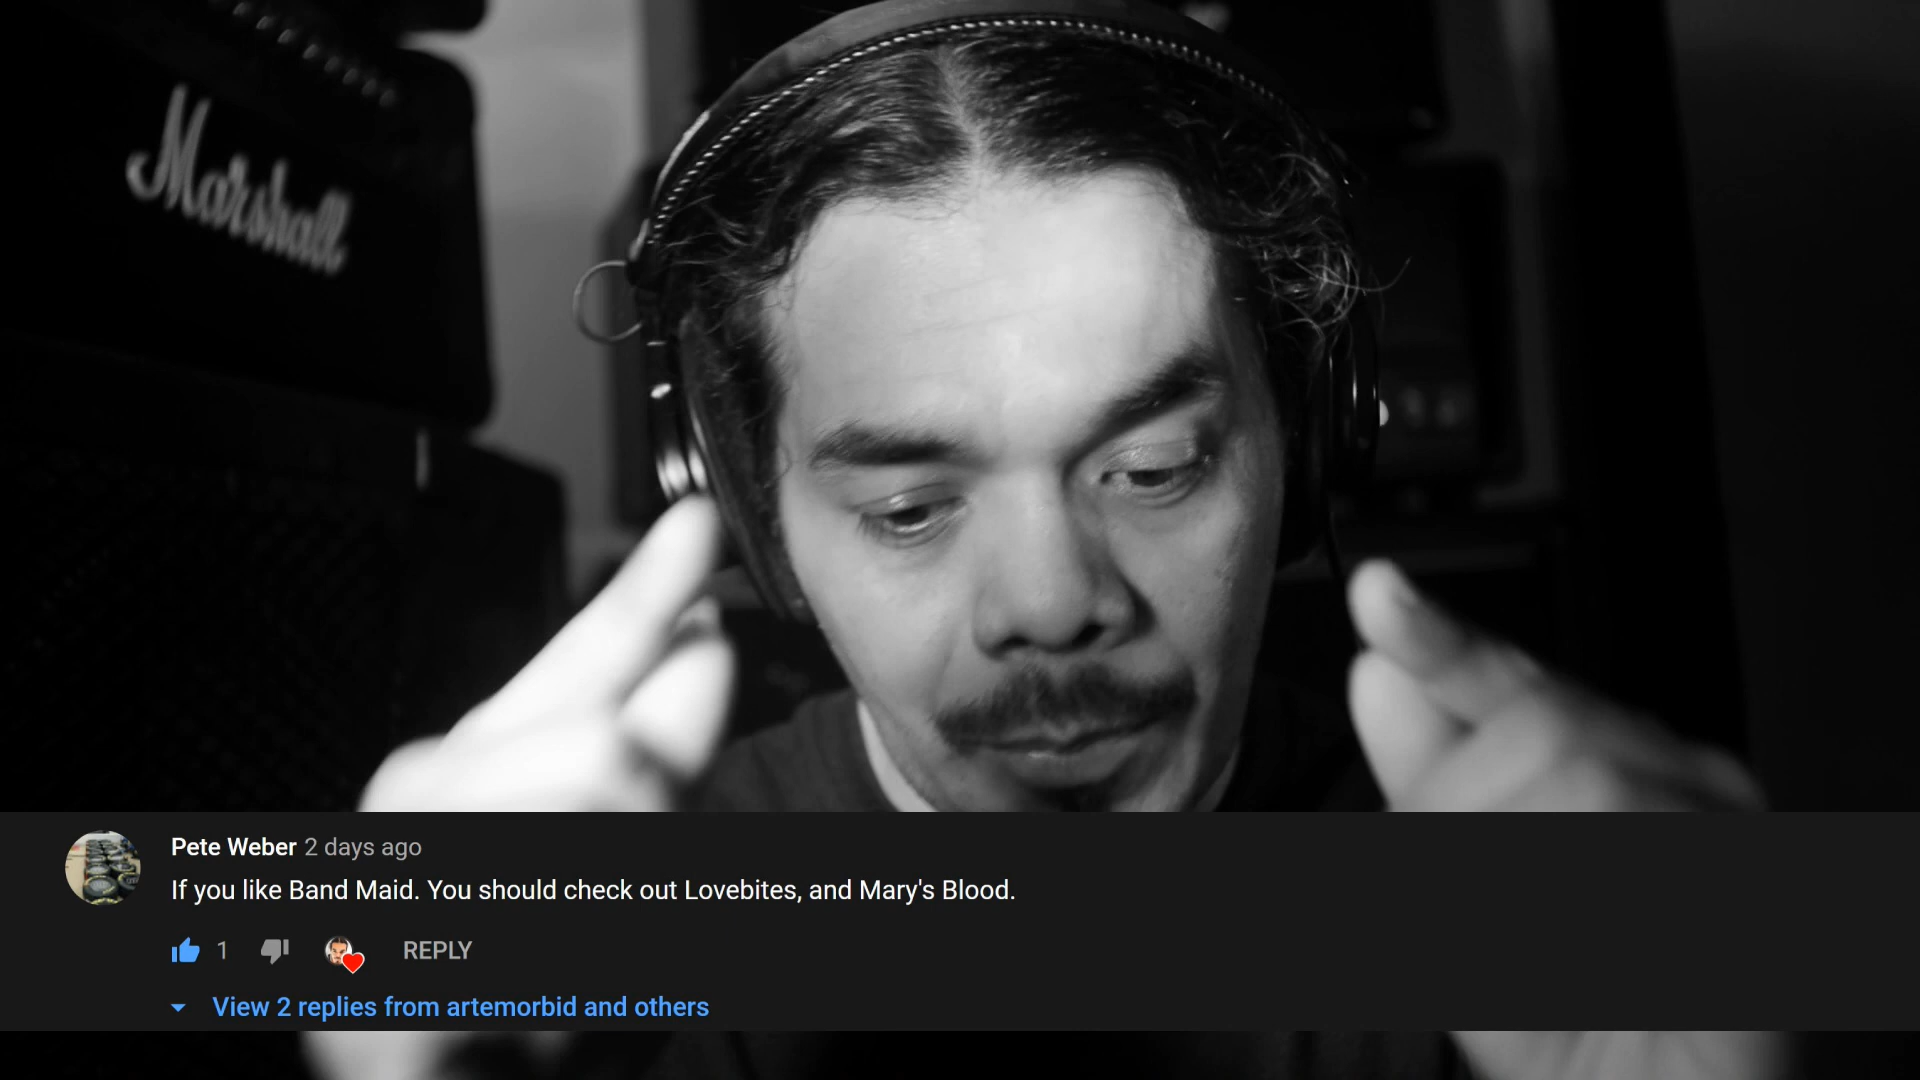 Marshall
Pete Weber 2 days ago
If you like Band Maid. You should check out Lovebites, and Mary's Blood.
1 REPLY
View 2 replies from artemorbid and others